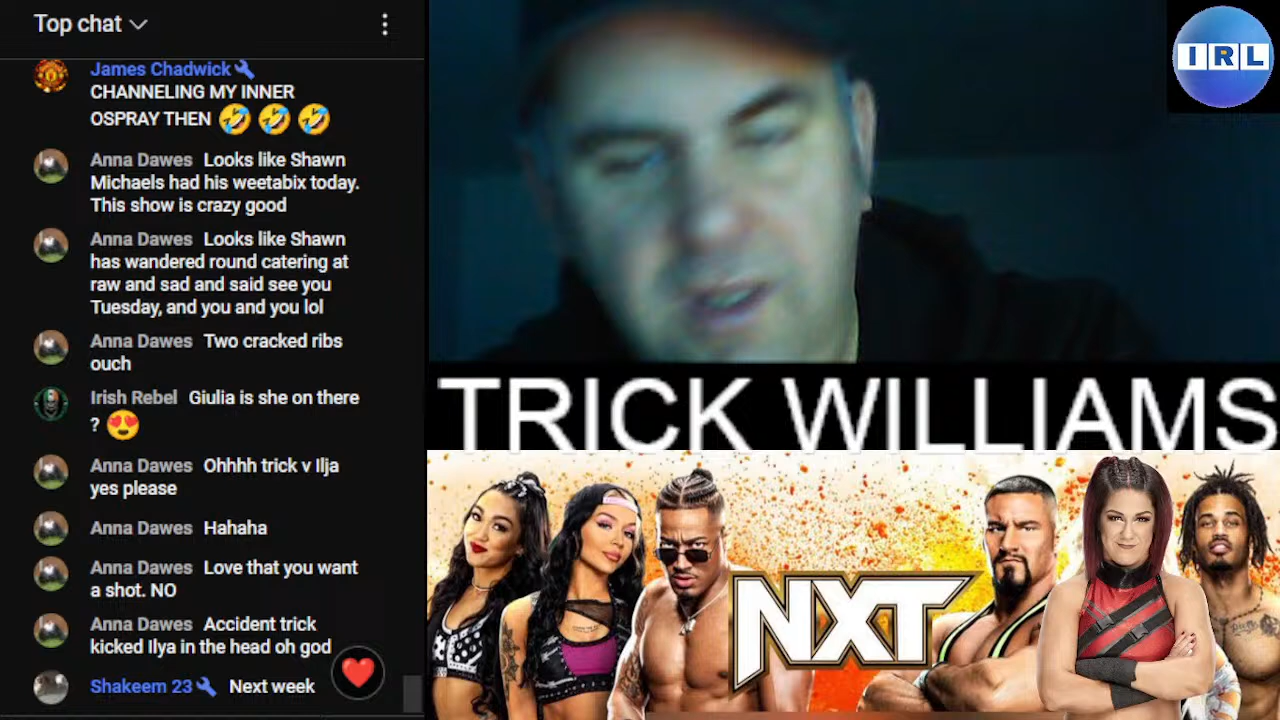 Top chat
James Chadwick
CHANNELING MY INNER
OSPRAY THEN 🤣 🤣 🤣
Anna Dawes Looks like Shawn
Michaels had his weetabix today.
This show is crazy good
Anna Dawes Looks like Shawn
has wandered round catering at
raw and sad and said see you
Tuesday, and you and you lol
Anna Dawes Two cracked ribs
ouch
Irish Rebel Giulia is she on there
? 😍
Anna Dawes Ohhhh trick v Ilja
yes please
Anna Dawes Hahaha
Anna Dawes Love that you want
a shot. NO
Anna Dawes Accident trick
kicked Ilya in the head oh god
Shakeem 23 Next week
IRL
TRICK WILLIAMS
NXT